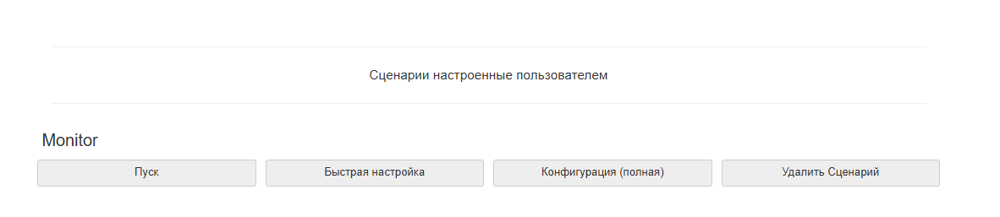 Сценарии настроенные пользователем
Monitor
Пуск
Быстрая настройка
Конфигурация (полная)
Удалить Сценарий